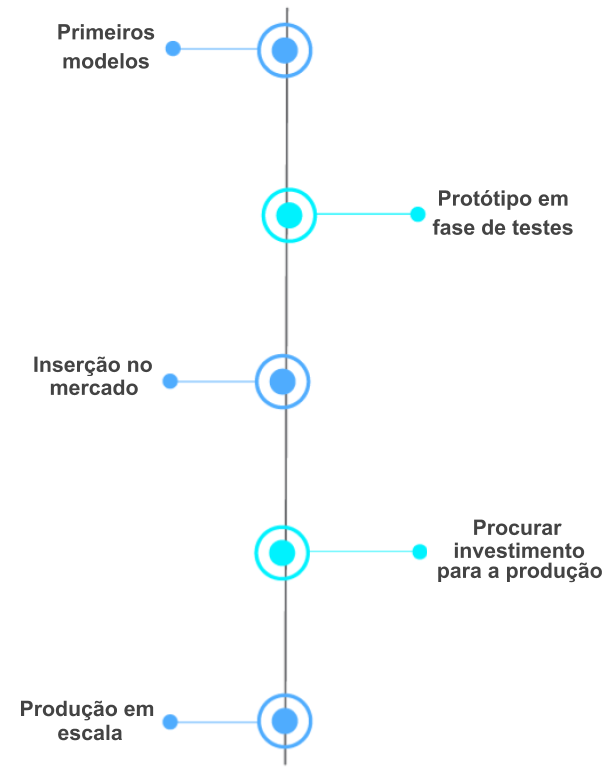 Primeiros
modelos
Protótipo em
fase de testes
Inserção no
mercado
Procurar
investimento
para a produção
Produção em
escala